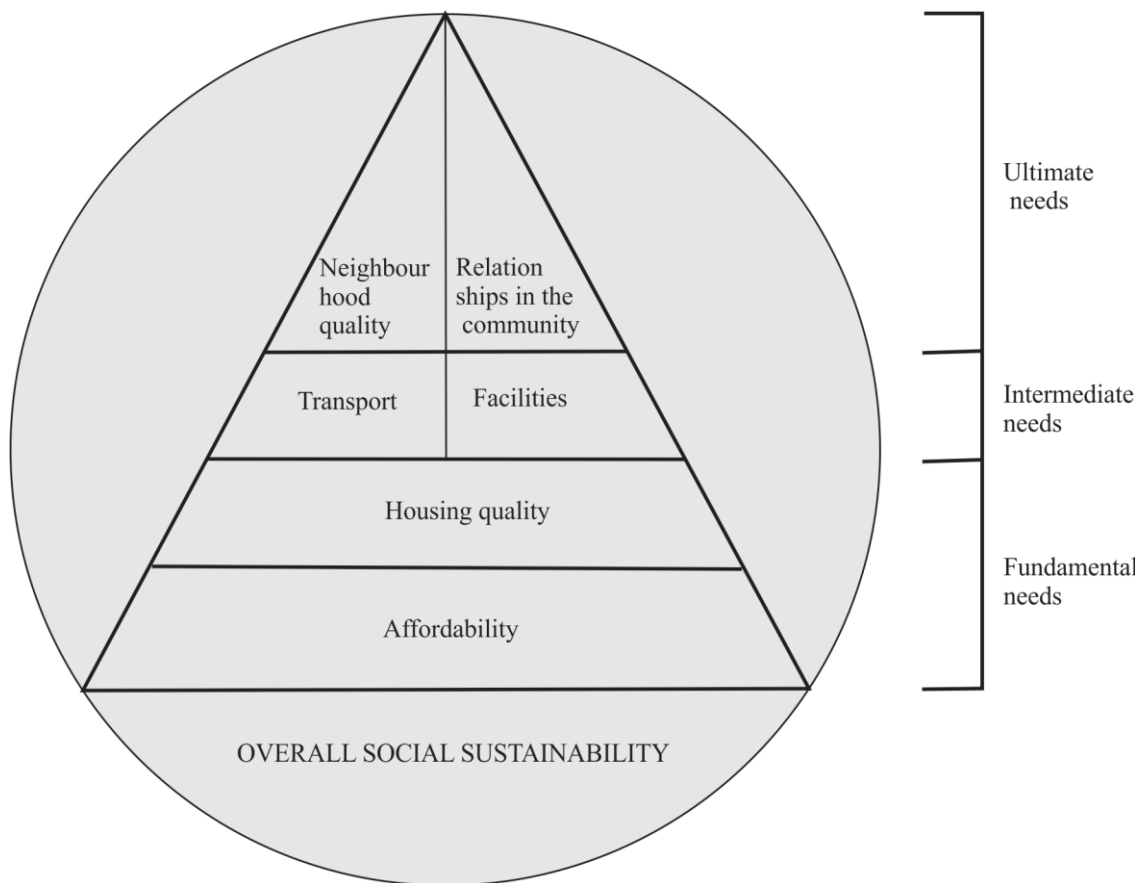 Ultimate
needs
Neighbour
hood
quality
Relation
ships in the
community
Transport
Facilities
Intermediate
needs
Housing quality
Fundamental
needs
Affordability
OVERALL SOCIAL SUSTAINABILITY